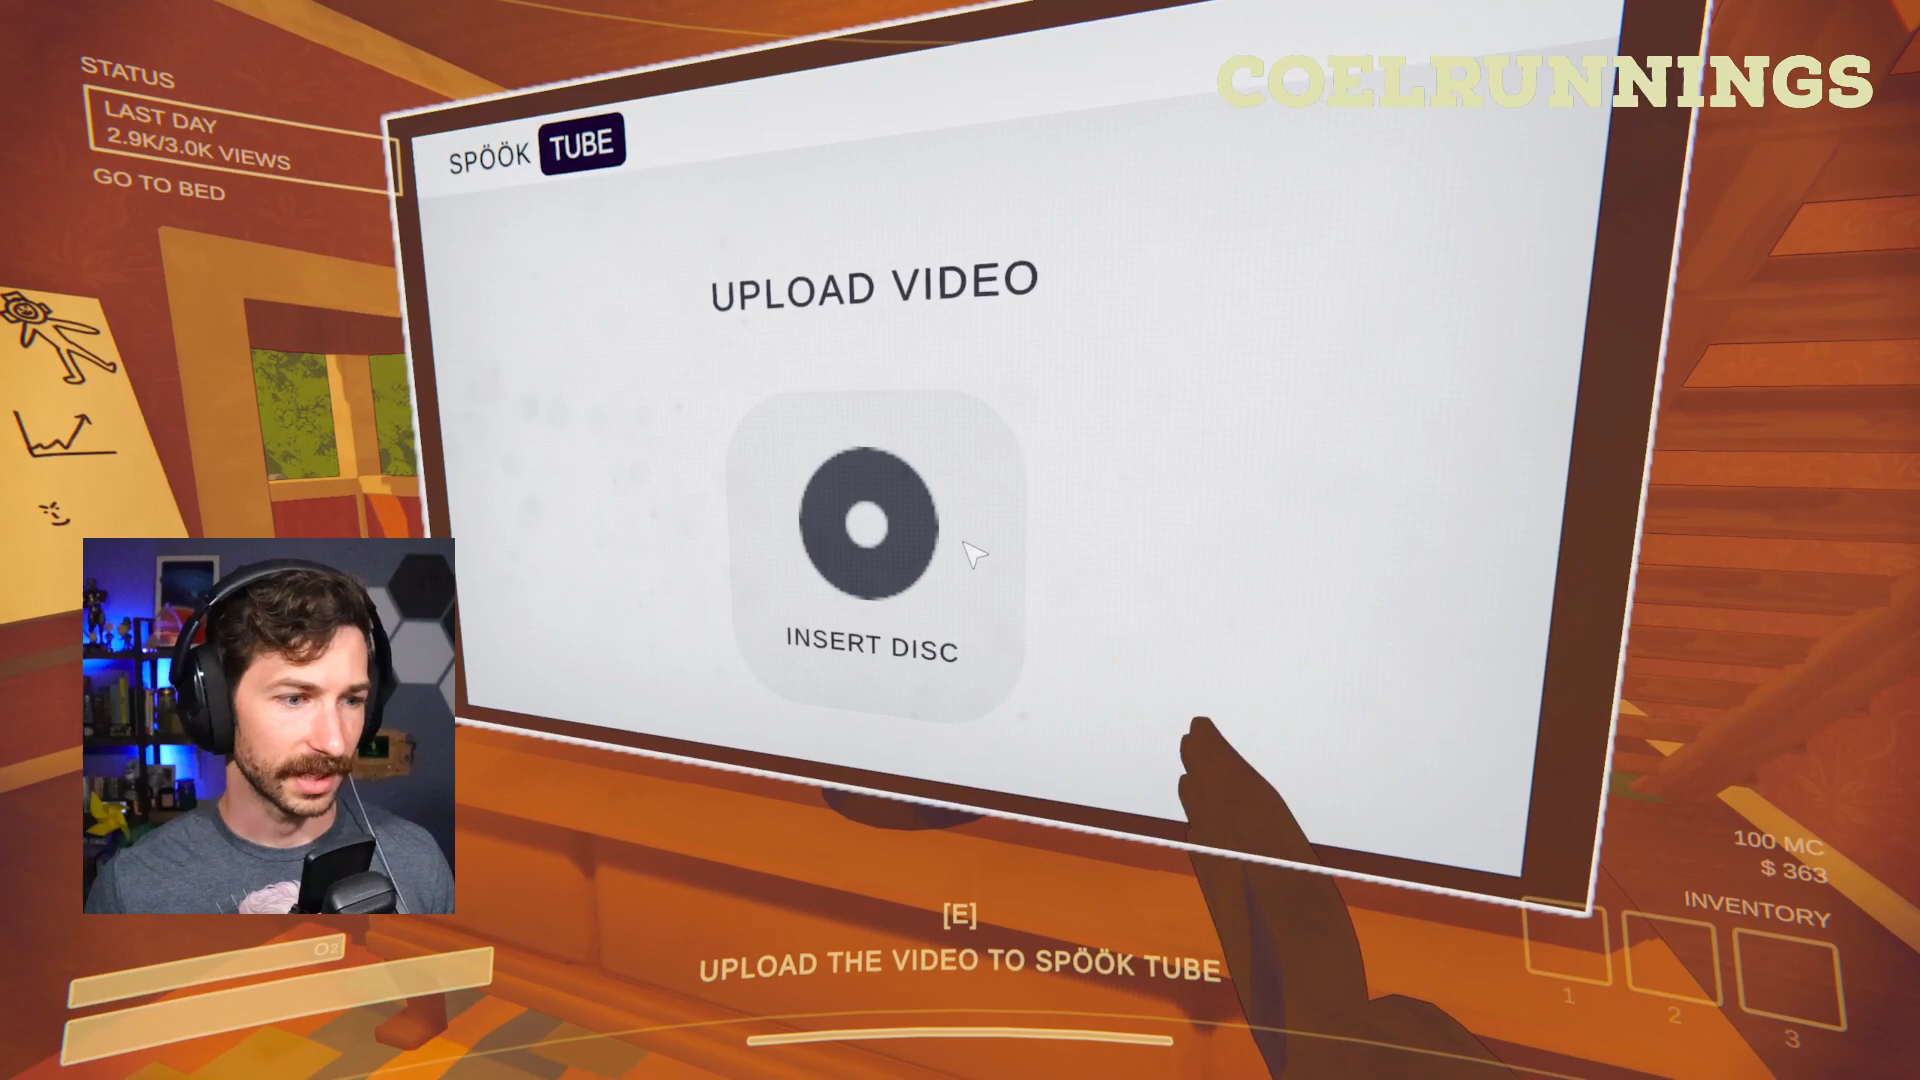 STATUS
LAST DAY
2.9K/3.0K VIEWS
GO TO BED
COELRUNNINGS
SPÖÖK TUBE
UPLOAD VIDEO
INSERT DISC
[E]
UPLOAD THE VIDEO TO SPÖÖK TUBE
O2
100 MC
$ 363
INVENTORY
1
2
3